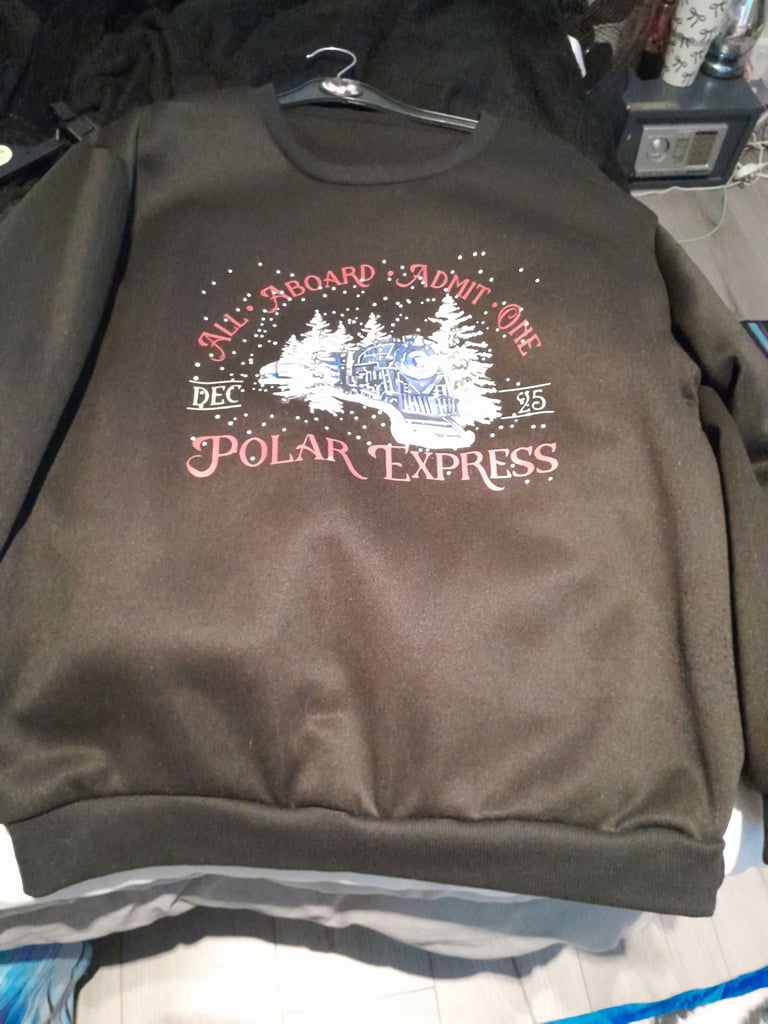 All · Aboard · Admit · One
DEC
25
Polar Express